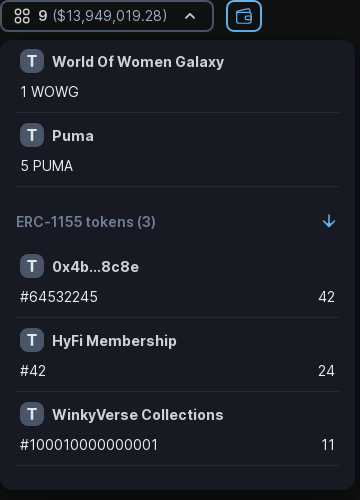 9 ($13,949,019.28)
T World Of Women Galaxy
1 WOWG
T Puma
5 PUMA
ERC-1155 tokens (3)
T 0x4b...8c8e
#64532245 42
T HyFi Membership
#42 24
T WinkyVerse Collections
#100010000000001 11